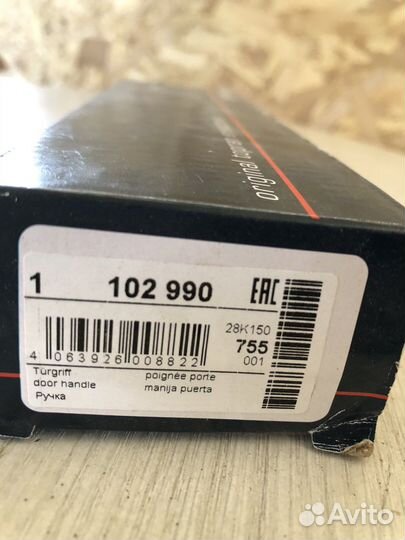 original
1 102 990 EAC
28K150
755
001
4 063926 008822
Türgriff poignée porte
door handle manija puerta
Ручка
Avito